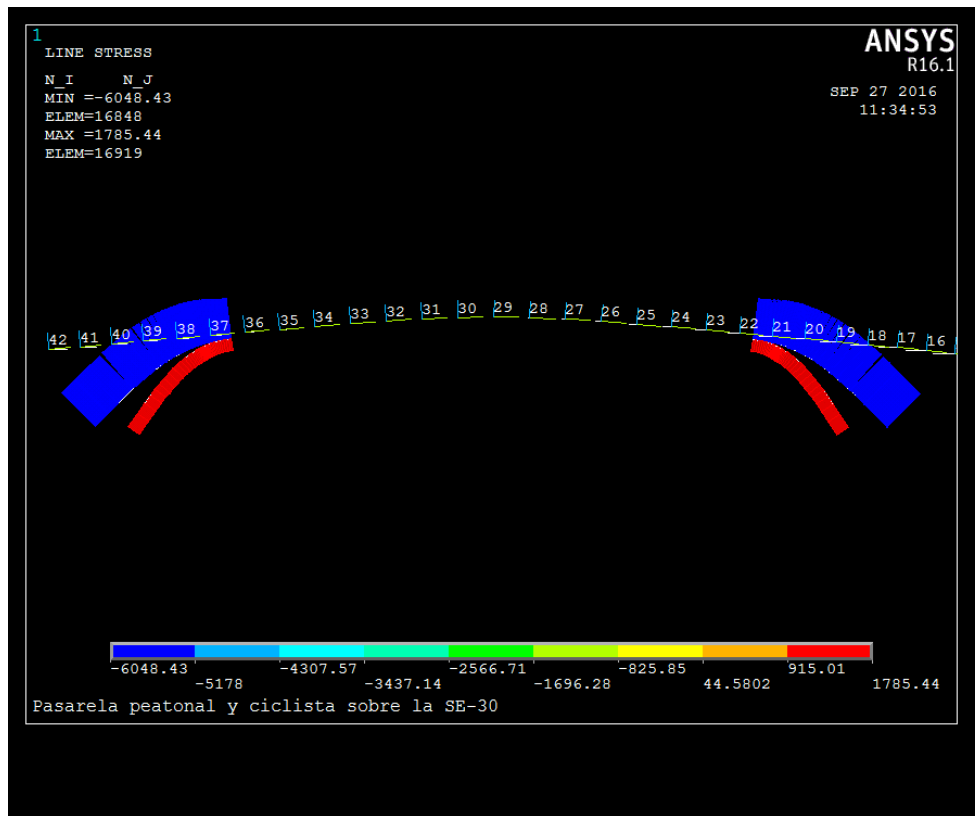 1
LINE STRESS
N_I N_J
MIN =-6048.43
ELEM=16848
MAX =1785.44
ELEM=16919
ANSYS
R16.1
SEP 27 2016
11:34:53
42 41 40 39 38 37 36 35 34 33 32 31 30 29 28 27 26 25 24 23 22 21 20 19 18 17 16
-6048.43 -4307.57 -2566.71 -825.85 915.01
-5178 -3437.14 -1696.28 44.5802 1785.44
Pasarela peatonal y ciclista sobre la SE-30